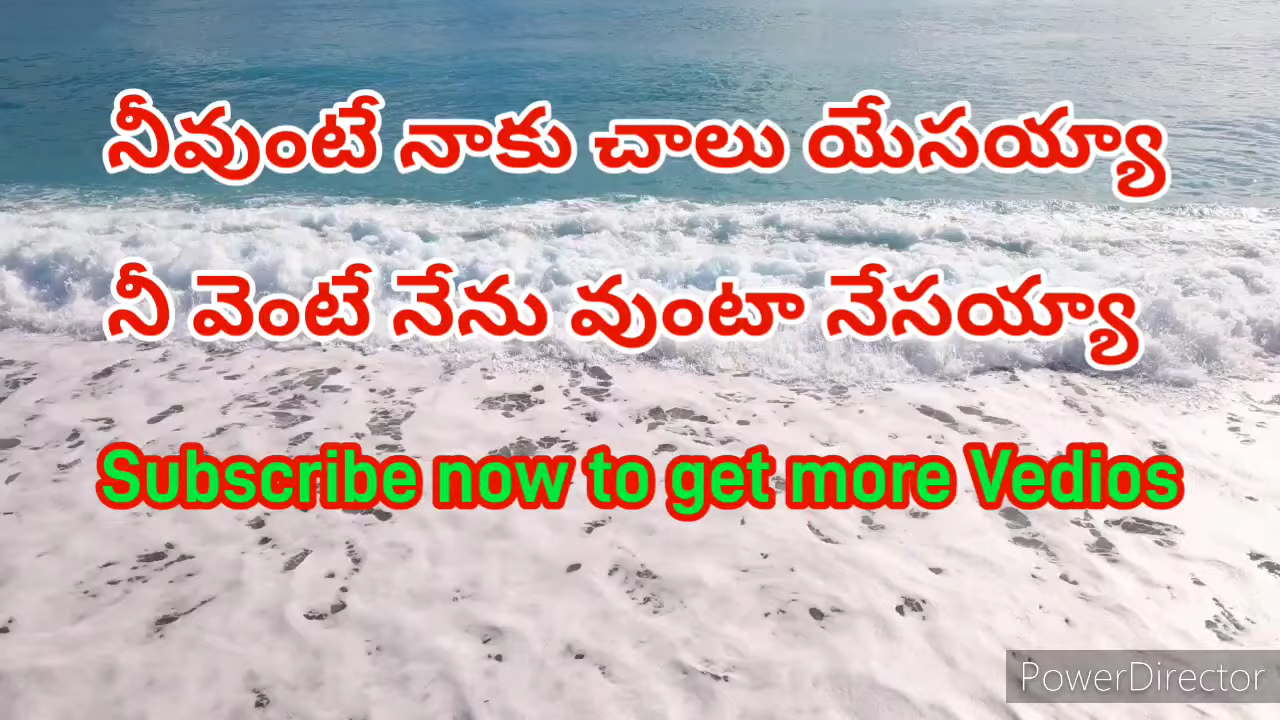 నీవుంటే నాకు చాలు యేసయ్యా
నీ వెంటే నేను వుంటా నేసయ్యా
Subscribe now to get more Vedios
PowerDirector